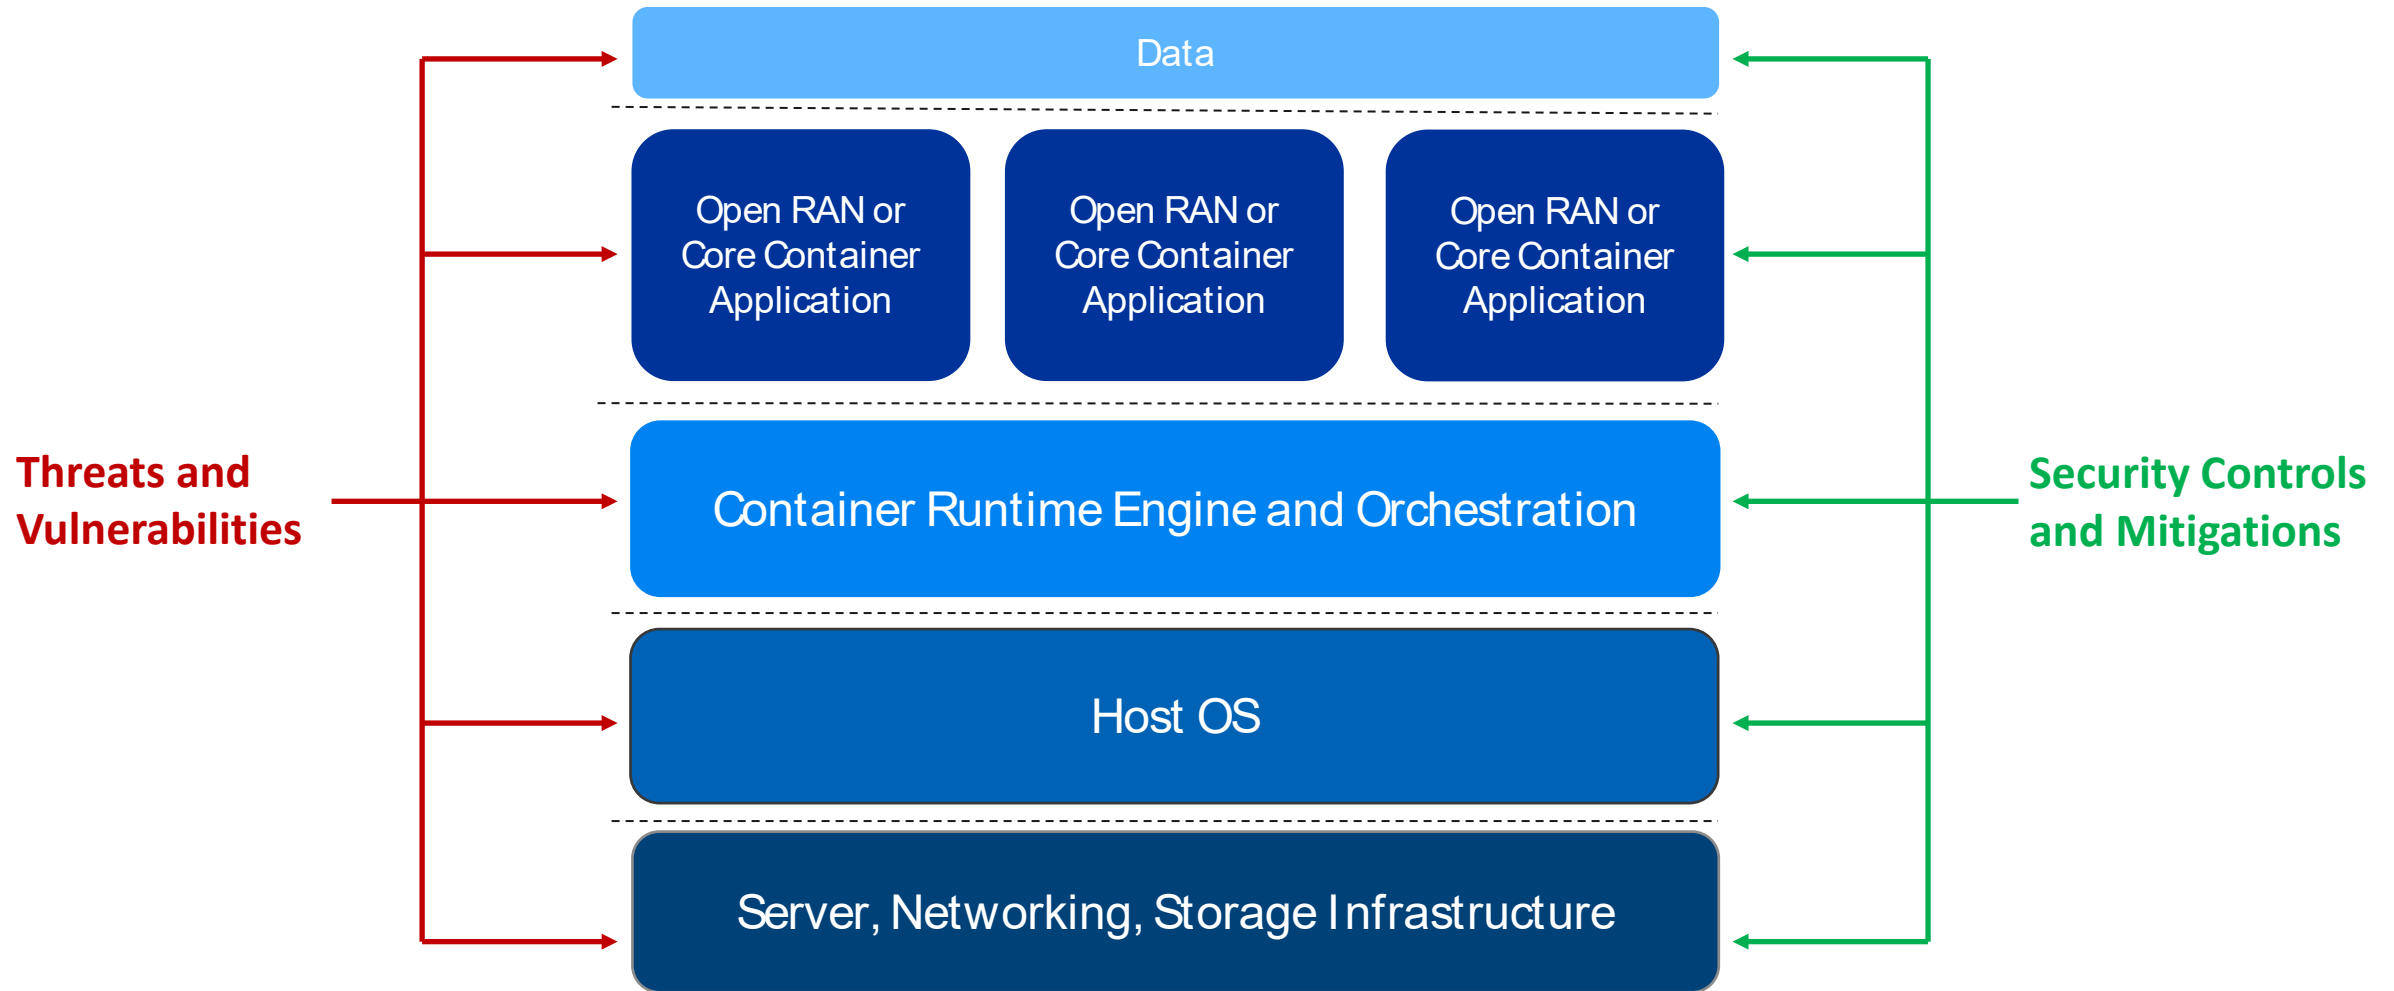 Data
Open RAN or
Core Container
Application
Open RAN or
Core Container
Application
Open RAN or
Core Container
Application
Threats and
Vulnerabilities
Container Runtime Engine and Orchestration
Security Controls
and Mitigations
Host OS
Server, Networking, Storage Infrastructure